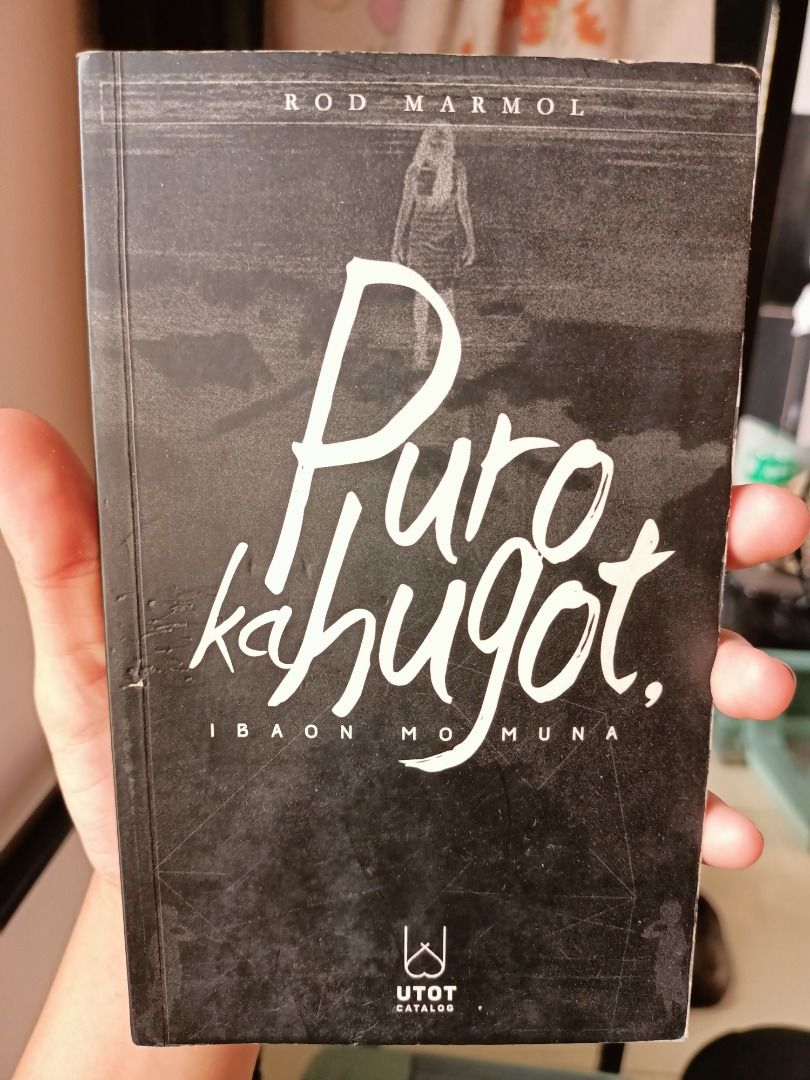 ROD MARMOL
Puro
kahugot,
IBAON MO MUNA
UTOT
CATALOG